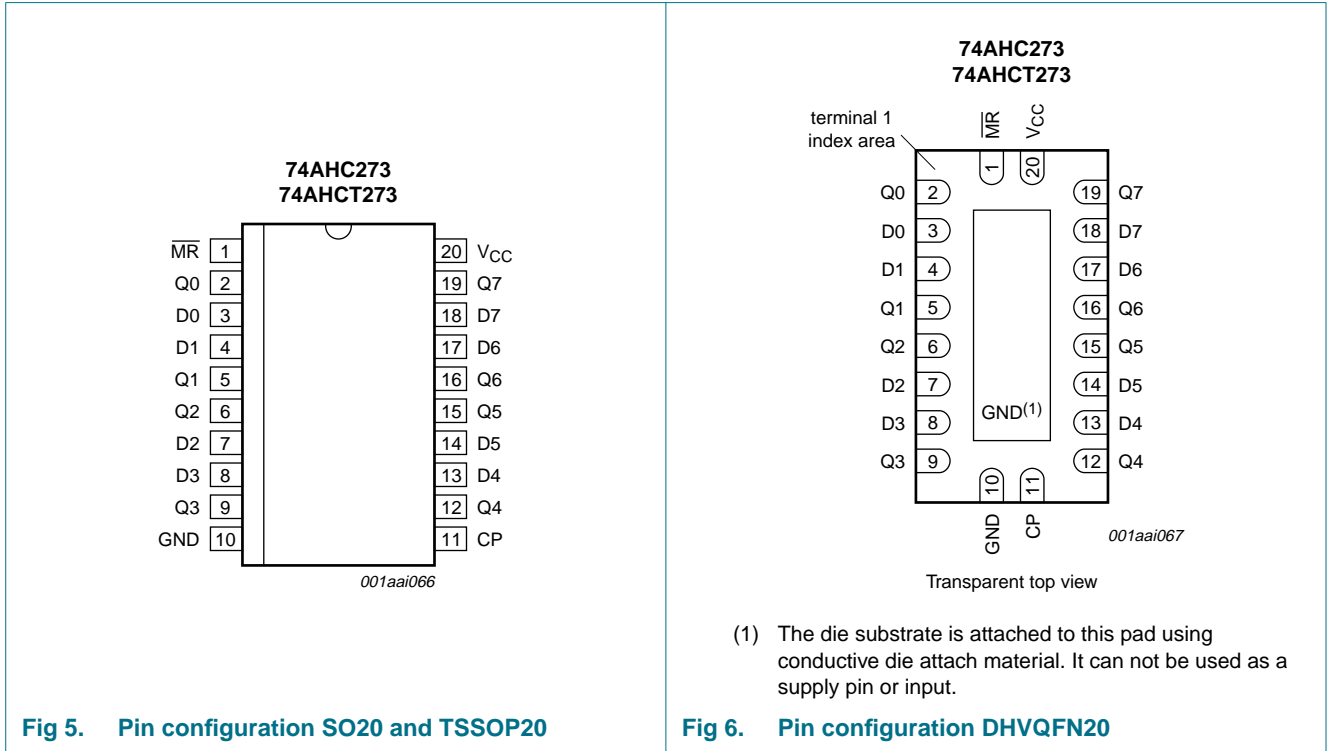 74AHC273
74AHCT273
MR 1 20 VCC
Q0 2 19 Q7
D0 3 18 D7
D1 4 17 D6
Q1 5 16 Q6
Q2 6 15 Q5
D2 7 14 D5
D3 8 13 D4
Q3 9 12 Q4
GND 10 11 CP
001aai066
Fig 5. Pin configuration SO20 and TSSOP20
74AHC273
74AHCT273
terminal 1
index area
MR VCC
1 20
Q0 2 19 Q7
D0 3 18 D7
D1 4 17 D6
Q1 5 16 Q6
Q2 6 15 Q5
D2 7 14 D5
GND(1)
D3 8 13 D4
Q3 9 12 Q4
10 11
GND CP
001aai067
Transparent top view
(1) The die substrate is attached to this pad using
conductive die attach material. It can not be used as a
supply pin or input.
Fig 6. Pin configuration DHVQFN20